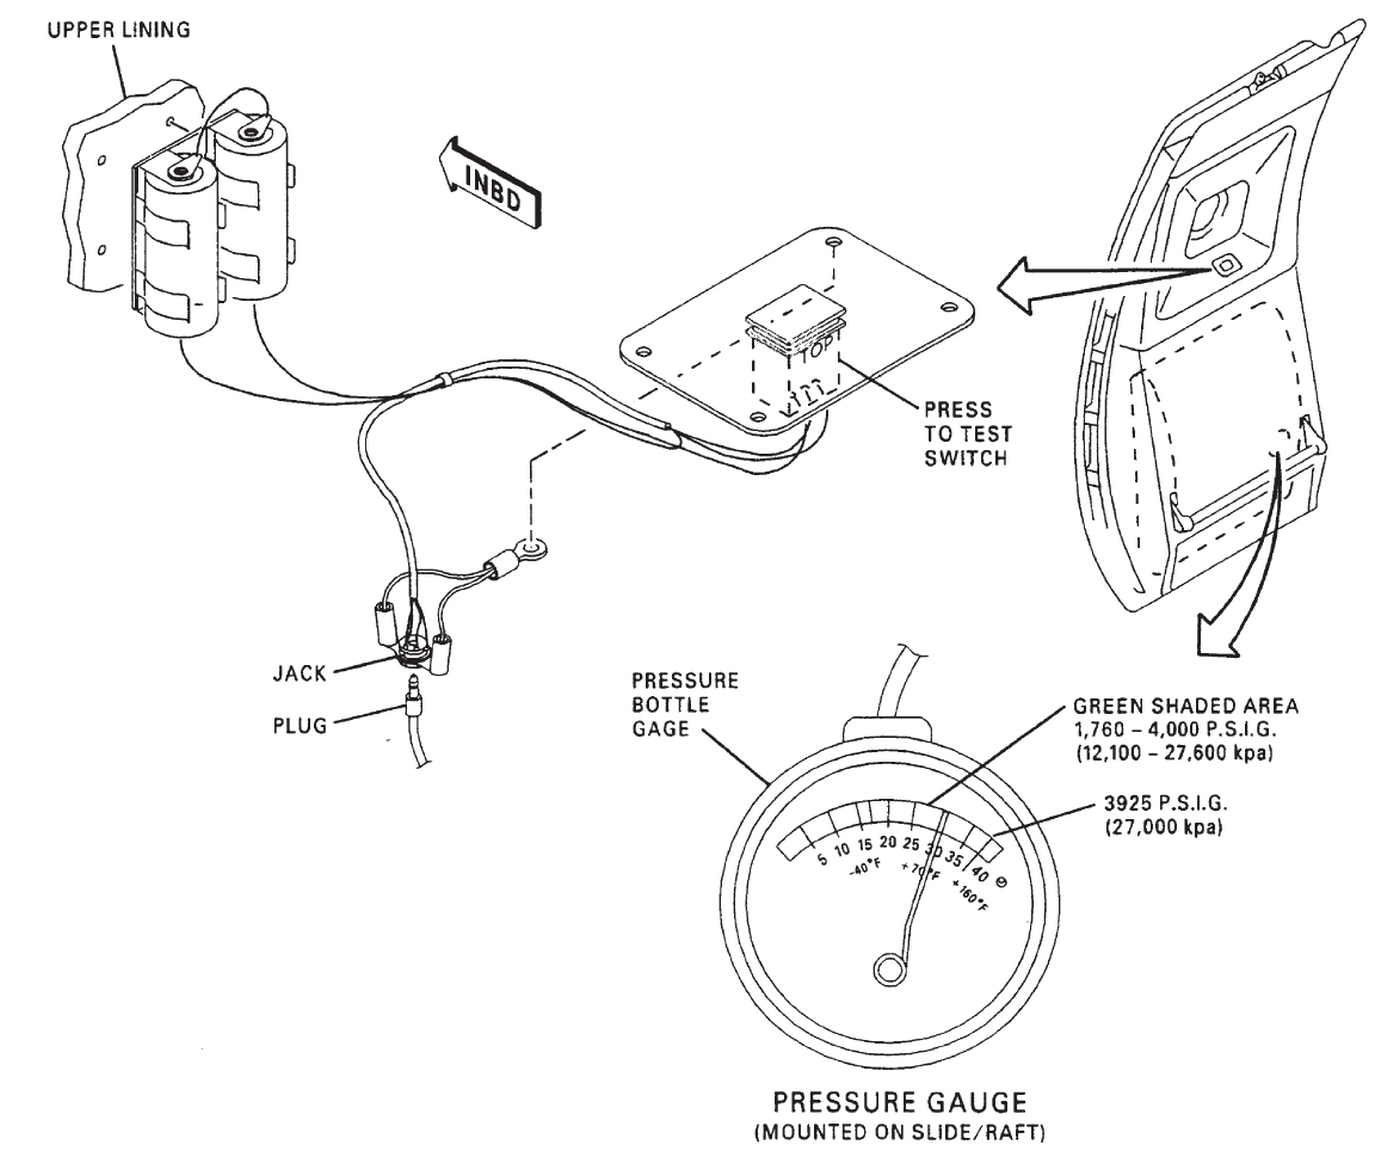 UPPER LINING
INBD
TOP
PRESS
TO TEST
SWITCH
JACK
PLUG
PRESSURE
BOTTLE
GAGE
GREEN SHADED AREA
1,760 – 4,000 P.S.I.G.
(12,100 – 27,600 kpa)
3925 P.S.I.G.
(27,000 kpa)
5 10 15 20 25 30 35 40
-40°F +70°F +160°F
PRESSURE GAUGE
(MOUNTED ON SLIDE/RAFT)